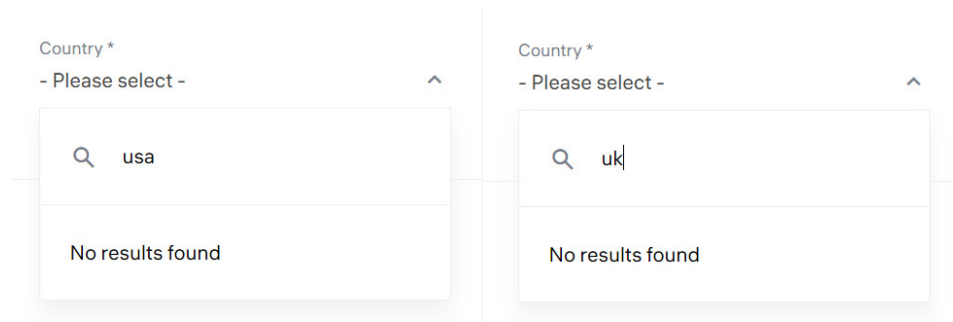 Country *
- Please select -
usa
No results found
Country *
- Please select -
uk
No results found